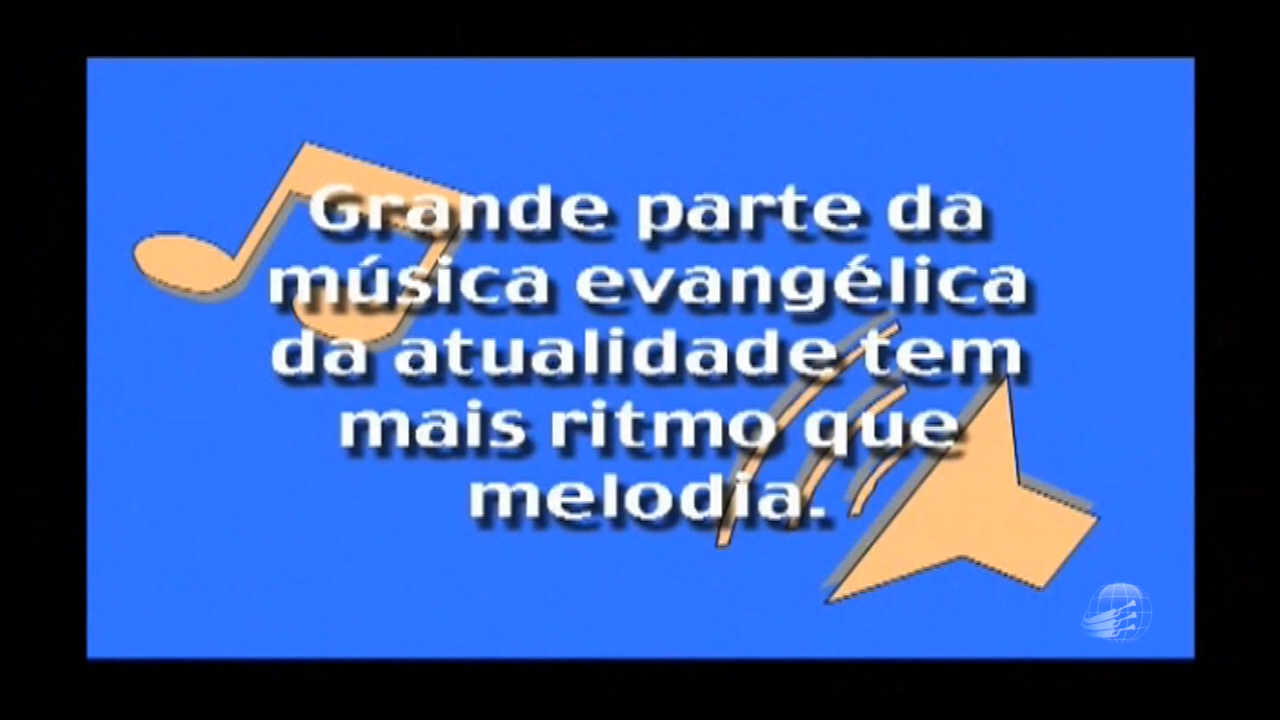 Grande parte da
música evangélica
da atualidade tem
mais ritmo que
melodia.